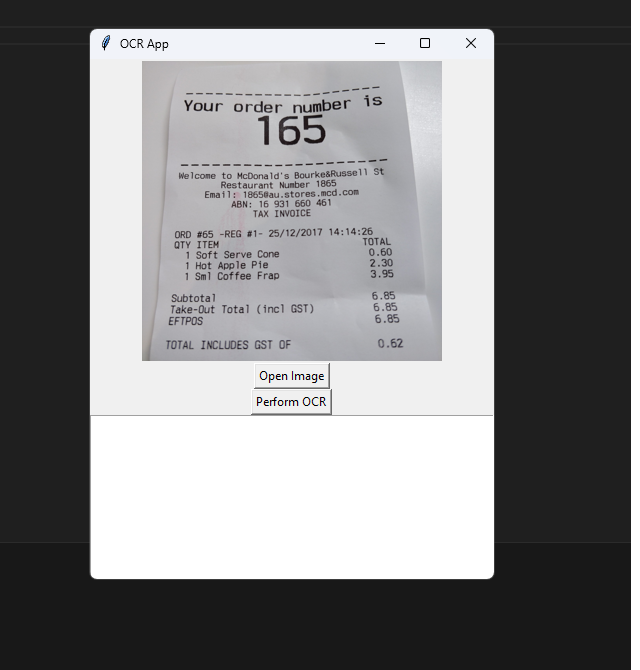 OCR App
Your order number is
165
Welcome to McDonald's Bourke&Russell St
Restaurant Number 1865
Email: 1865@au.stores.mcd.com
ABN: 16 931 660 461
TAX INVOICE
ORD #65 -REG #1- 25/12/2017 14:14:26
QTY ITEM TOTAL
1 Soft Serve Cone 0.60
1 Hot Apple Pie 2.30
1 Sml Coffee Frap 3.95
Subtotal 6.85
Take-Out Total (incl GST) 6.85
EFTPOS 6.85
TOTAL INCLUDES GST OF 0.62
Open Image
Perform OCR